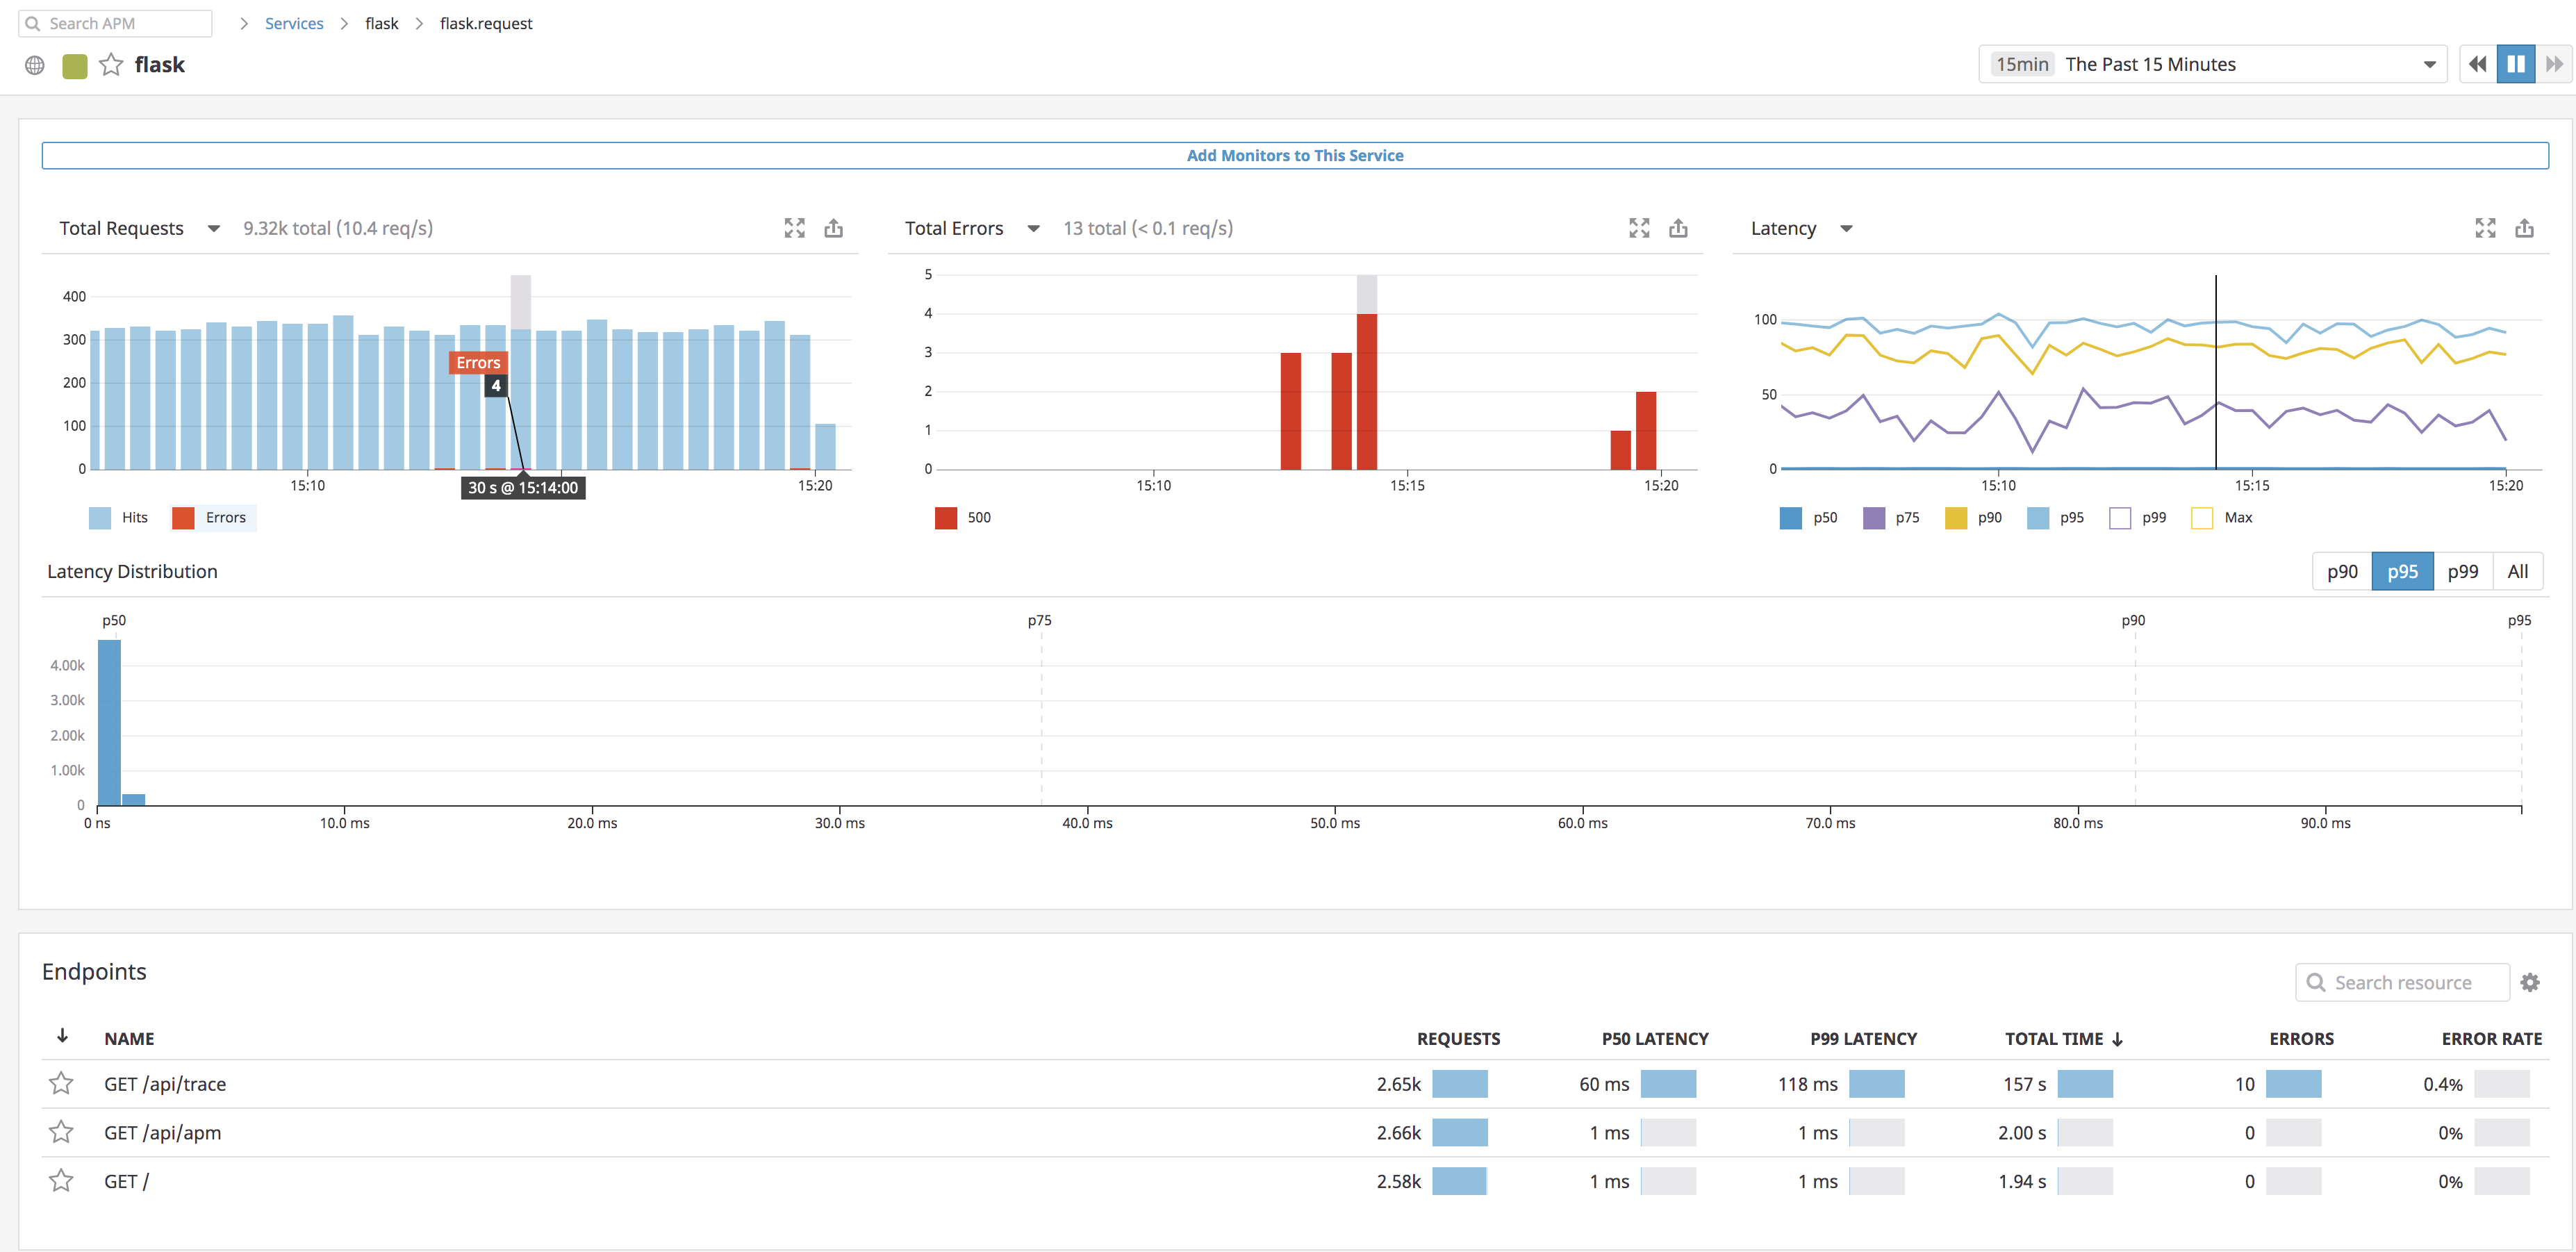 Search APM > Services > flask > flask.request
flask
15min The Past 15 Minutes
Add Monitors to This Service
Total Requests 9.32k total (10.4 req/s)
400
300
200
100
0
Errors
4
15:10
30 s @ 15:14:00
15:20
Hits Errors
Total Errors 13 total (< 0.1 req/s)
5
4
3
2
1
0
15:10 15:15 15:20
500
Latency
100
50
0
15:10 15:15 15:20
p50 p75 p90 p95 p99 Max
Latency Distribution
p90 p95 p99 All
p50 p75 p90 p95
4.00k
3.00k
2.00k
1.00k
0
0 ns 10.0 ms 20.0 ms 30.0 ms 40.0 ms 50.0 ms 60.0 ms 70.0 ms 80.0 ms 90.0 ms
Endpoints
Search resource
NAME REQUESTS P50 LATENCY P99 LATENCY TOTAL TIME ERRORS ERROR RATE
GET /api/trace 2.65k 60 ms 118 ms 157 s 10 0.4%
GET /api/apm 2.66k 1 ms 1 ms 2.00 s 0 0%
GET / 2.58k 1 ms 1 ms 1.94 s 0 0%